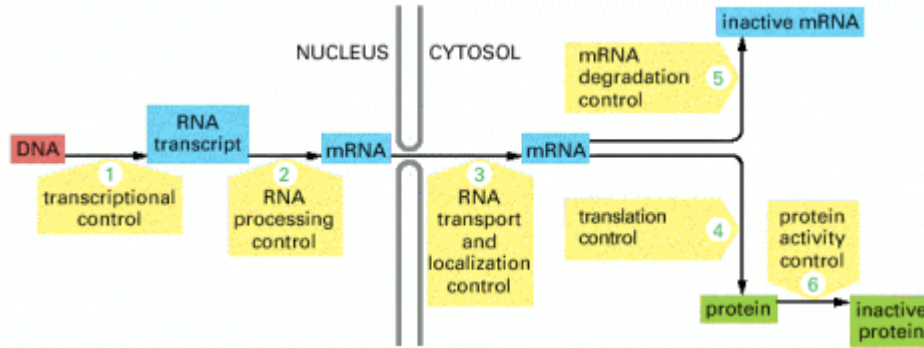 NUCLEUS
CYTOSOL
inactive mRNA
mRNA
degradation
control
5
DNA
RNA
transcript
mRNA
mRNA
1
transcriptional
control
2
RNA
processing
control
3
RNA
transport
and
localization
control
translation
control
4
protein
activity
control
6
protein
inactive
protein